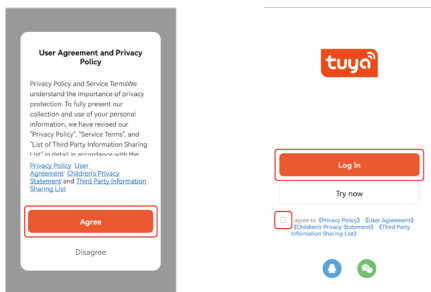 User Agreement and Privacy
Policy
Privacy Policy and Service TermsWe
understand the importance of privacy
protection. To fully present our
collection and use of your personal
information, we have revised our
"Privacy Policy", "Service Terms", and
"List of Third Party Information Sharing
List" in detail in accordance with the
Privacy Policy User
Agreement Children's Privacy
Statement and Third Party Information
Sharing List
Agree
Disagree
tuya
Log In
Try now
agree to 《Privacy Policy》 《User Agreement》
《Children's Privacy Statement》 《Third Party
Information Sharing List》